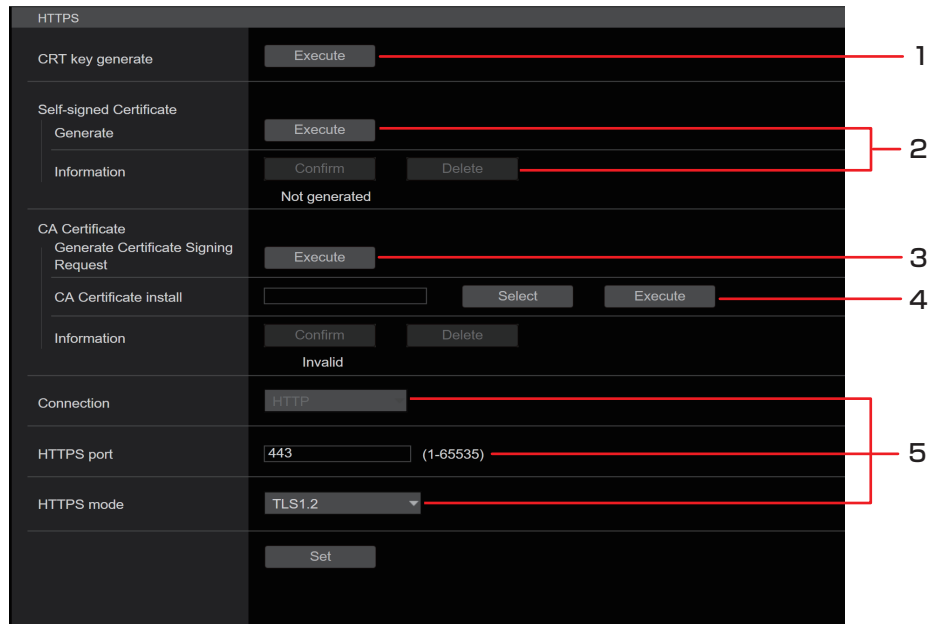 HTTPS
CRT key generate Execute 1
Self-signed Certificate
Generate Execute
2
Information Confirm Delete
Not generated
CA Certificate
Generate Certificate Signing
Request Execute 3
CA Certificate install Select Execute 4
Information Confirm Delete
Invalid
Connection HTTP
HTTPS port 443 (1-65535) 5
HTTPS mode TLS1.2
Set